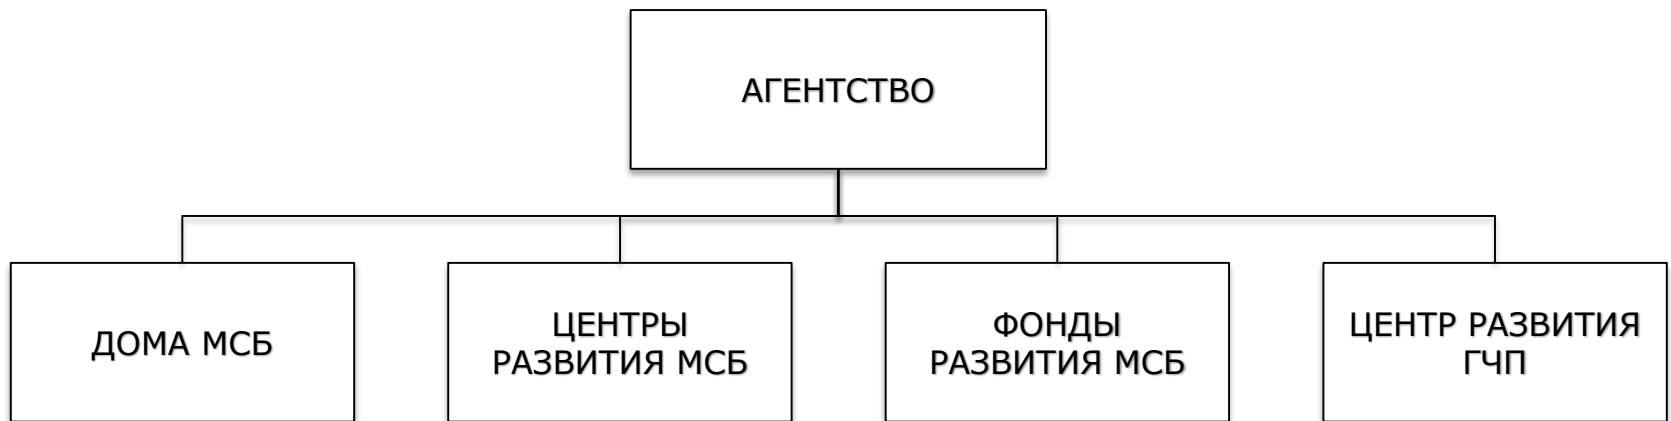 АГЕНТСТВО
ДОМА МСБ
ЦЕНТРЫ
РАЗВИТИЯ МСБ
ФОНДЫ
РАЗВИТИЯ МСБ
ЦЕНТР РАЗВИТИЯ
ГЧП